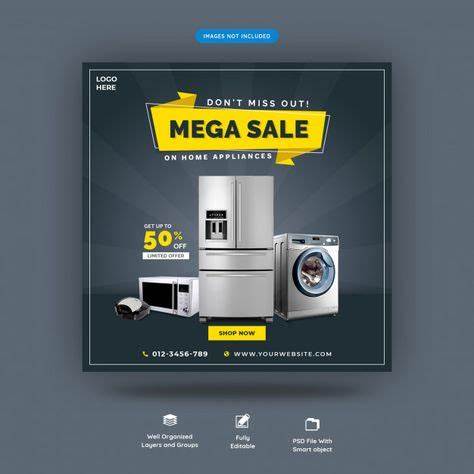 IMAGES NOT INCLUDED
LOGO
HERE
DON'T MISS OUT!
MEGA SALE
ON HOME APPLIANCES
GET UP TO
50% OFF
LIMITED OFFER
SHOP NOW
012-3456-789
WWW.YOURWEBSITE.COM
Well Organized
Layers and Groups
Fully
Editable
PSD File With
Smart object